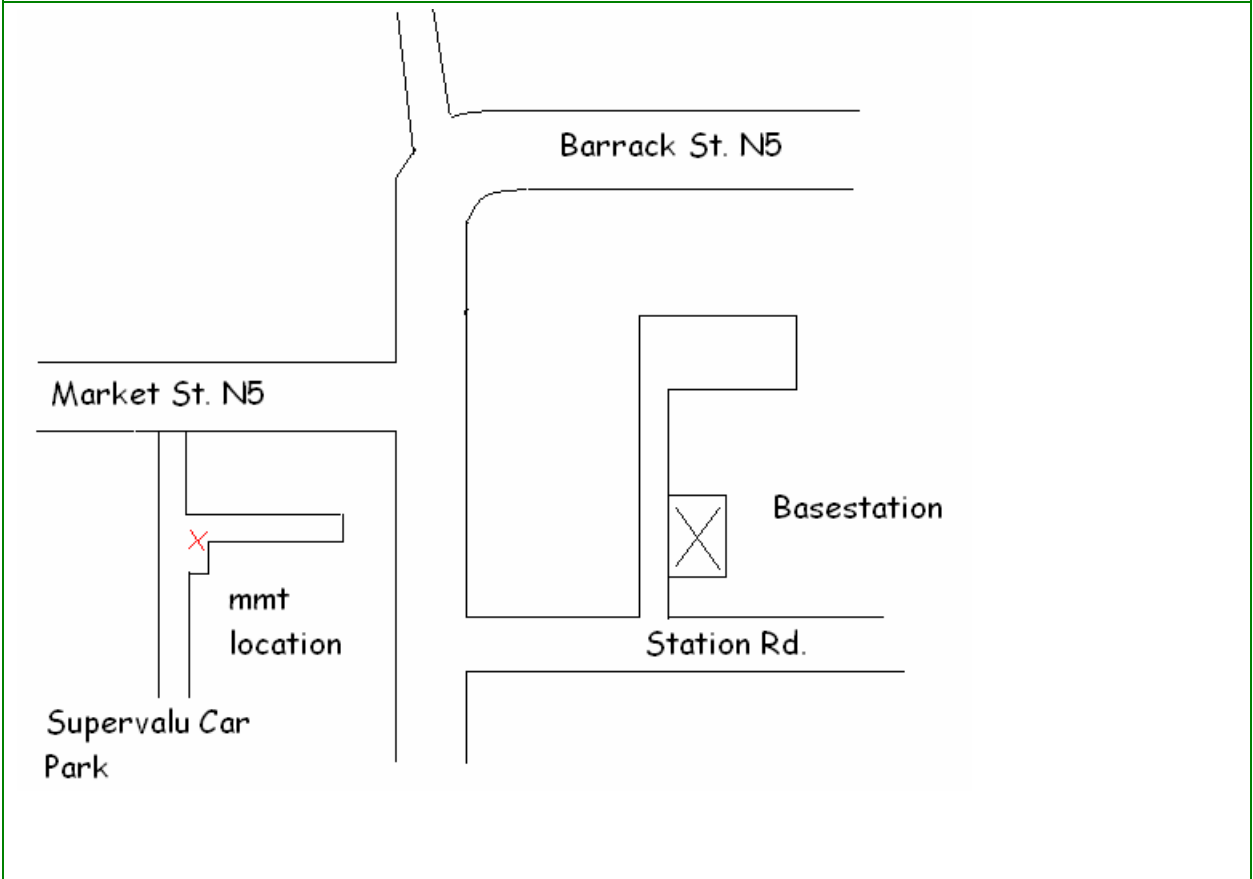 Barrack St. N5
Market St. N5
Basestation
mmt
location
Station Rd.
Supervalu Car
Park